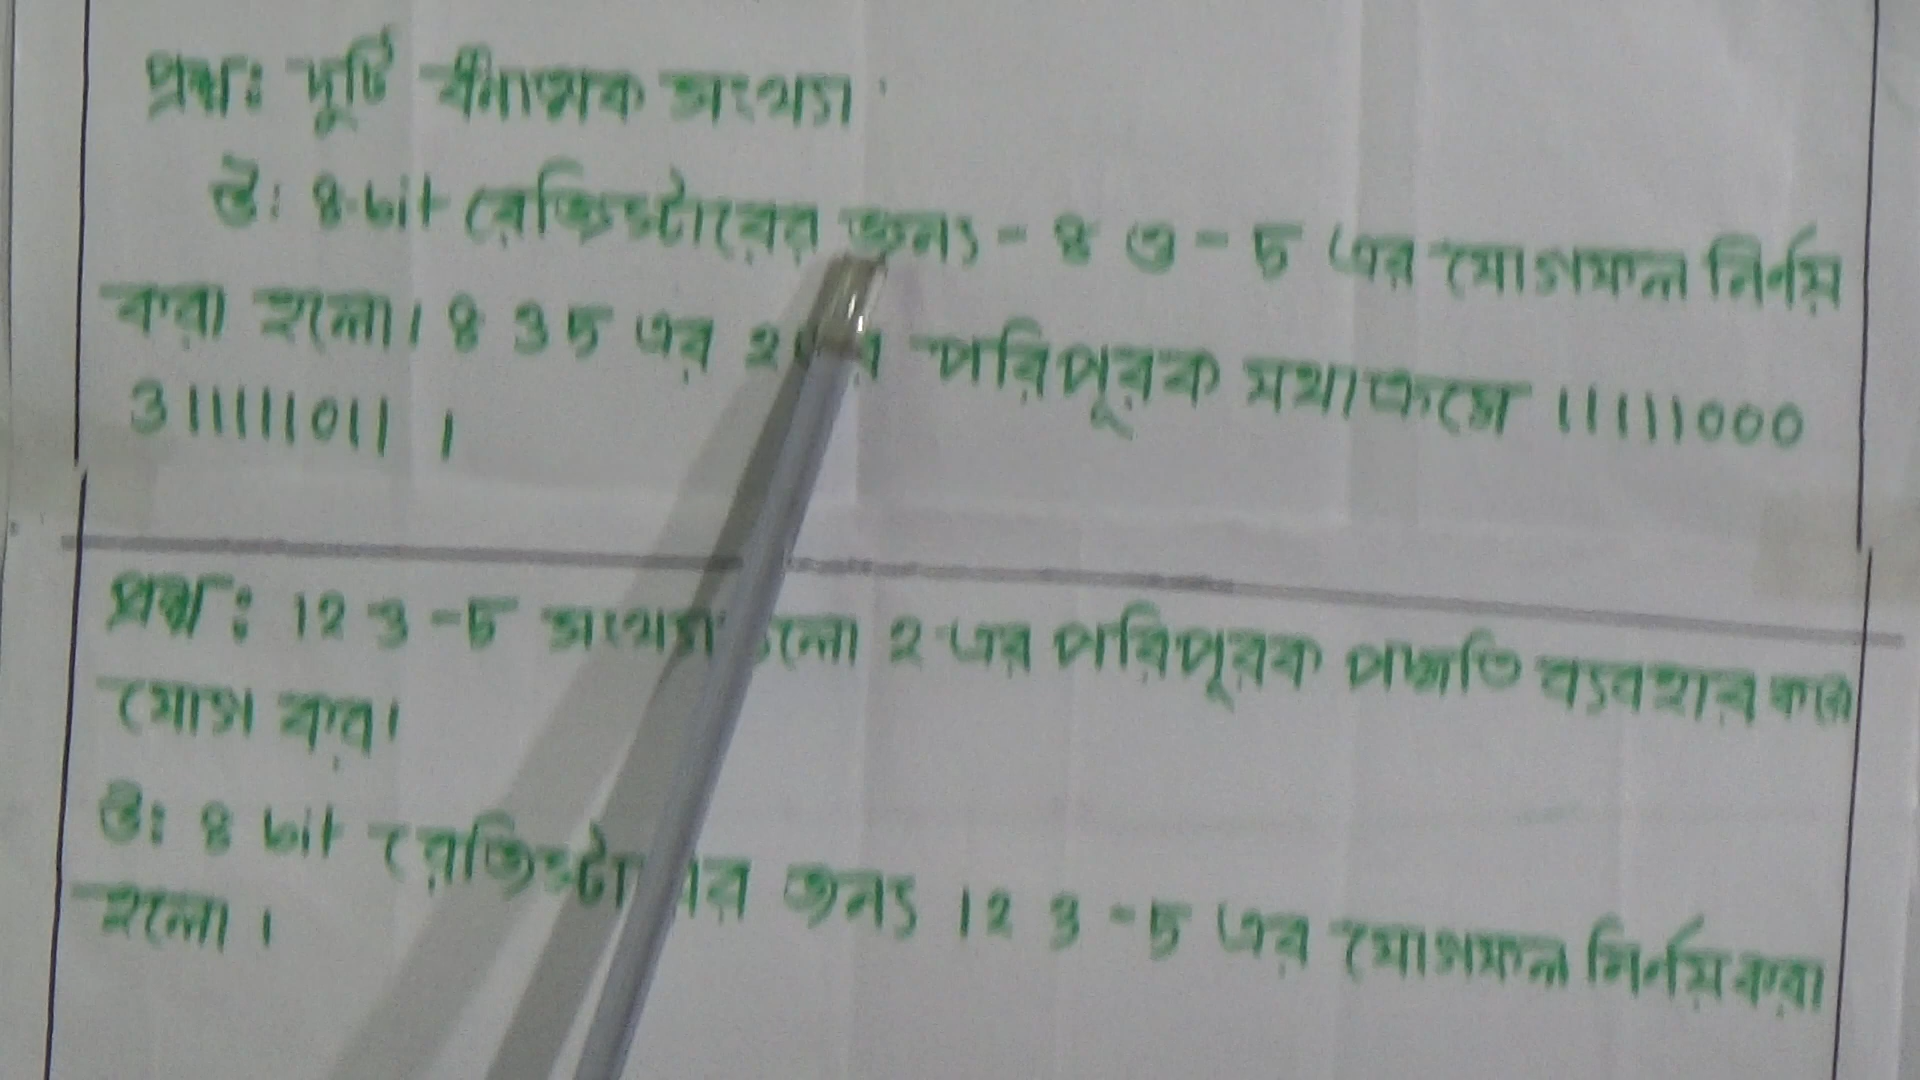 প্রশ্ন: দুটি ঋণাত্মক সংখ্যা
উ: 8-bit রেজিস্টারের জন্য - 8 ও - 5 এর যোগফল নির্ণয়
করা হলো। 8 ও 5 এর পরিপূরক যথাক্রমে 11111000
ও 11111011 ।
প্রশ্ন: 12 ও -5 সংখ্যা 2 এর পরিপূরক পদ্ধতি ব্যবহার করে
যোগ কর।
উ: 8 bit রেজিস্টারের জন্য 12 ও -5 এর যোগফল নির্ণয় করা
হলো ।